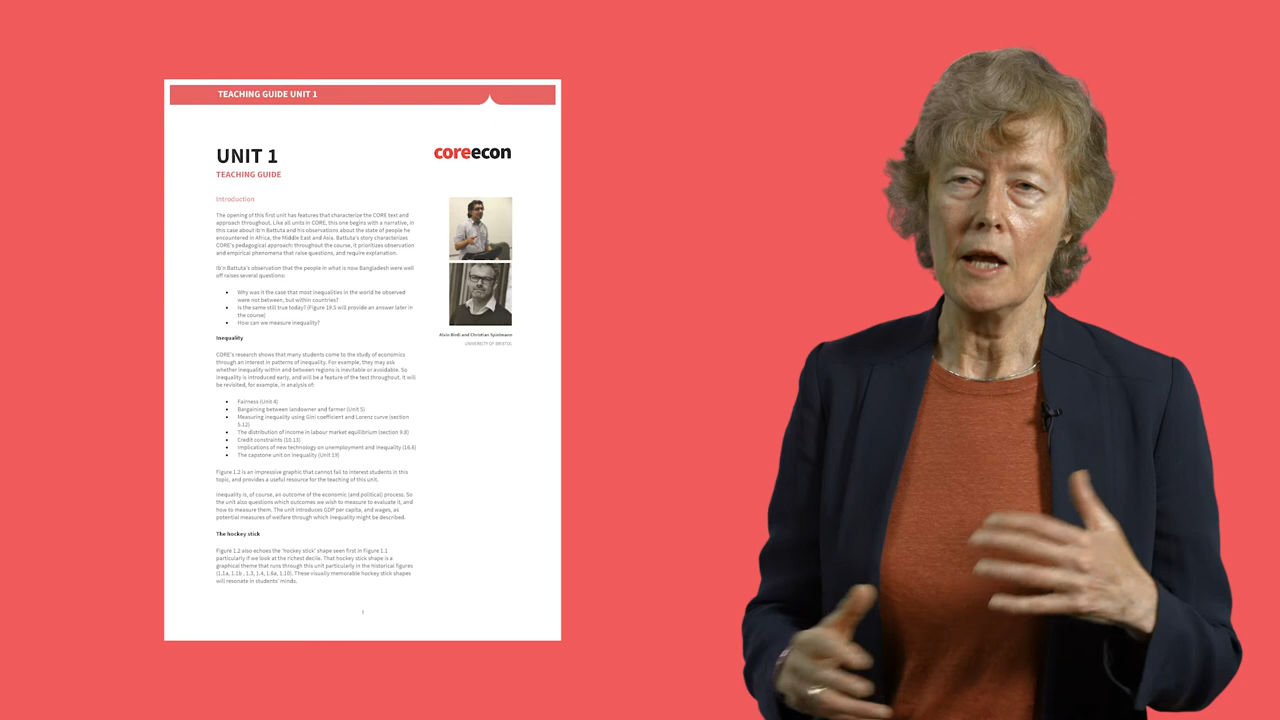 TEACHING GUIDE UNIT 1
UNIT 1
coreecon
TEACHING GUIDE
Introduction
The opening of this first unit has features that characterize the CORE text and
approach throughout. Like all units in CORE, this one begins with a narrative, in
this case about Ib'n Battuta and his observations about the state of people he
encountered in Africa, the Middle East and Asia. Battuta's story characterizes
CORE's pedagogical approach: throughout the course, it prioritizes observation
and empirical phenomena that raise questions, and require explanation.
Ib'n Battuta's observation that the people in what is now Bangladesh were well
off raises several questions:
• Why was it the case that most inequalities in the world he observed
were not between, but within countries?
• Is the same still true today? (Figure 19.5 will provide an answer later in
the course)
• How can we measure inequality?
Alvin Birdi and Christian Spielmann
UNIVERSITY OF BRISTOL
Inequality
CORE's research shows that many students come to the study of economics
through an interest in patterns of inequality. For example, they may ask
whether inequality within and between regions is inevitable or avoidable. So
inequality is introduced early, and will be a feature of the text throughout. It will
be revisited, for example, in analysis of:
• Fairness (Unit 4)
• Bargaining between landowner and farmer (Unit 5)
• Measuring inequality using Gini coefficient and Lorenz curve (section
5.12)
• The distribution of income in labour market equilibrium (section 9.8)
• Credit constraints (10.13)
• Implications of new technology on unemployment and inequality (16.6)
• The capstone unit on inequality (Unit 19)
Figure 1.2 is an impressive graphic that cannot fail to interest students in this
topic, and provides a useful resource for the teaching of this unit.
Inequality is, of course, an outcome of the economic (and political) process. So
the unit also questions which outcomes we wish to measure to evaluate it, and
how to measure them. The unit introduces GDP per capita, and wages, as
potential measures of welfare through which inequality might be described.
The hockey stick
Figure 1.2 also echoes the 'hockey stick' shape seen first in Figure 1.1
particularly if we look at the richest decile. That hockey stick shape is a
graphical theme that runs through this unit particularly in the historical figures
(1.1a, 1.1b , 1.3, 1.4, 1.6a, 1.10). These visually memorable hockey stick shapes
will resonate in students' minds.
1